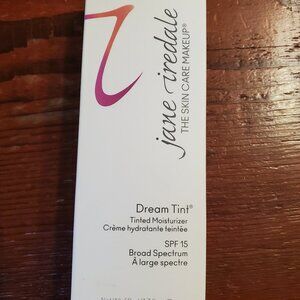 jane iredale
THE SKIN CARE MAKEUP®
Dream Tint®
Tinted Moisturizer
Crème hydratante teintée
SPF 15
Broad Spectrum
À large spectre